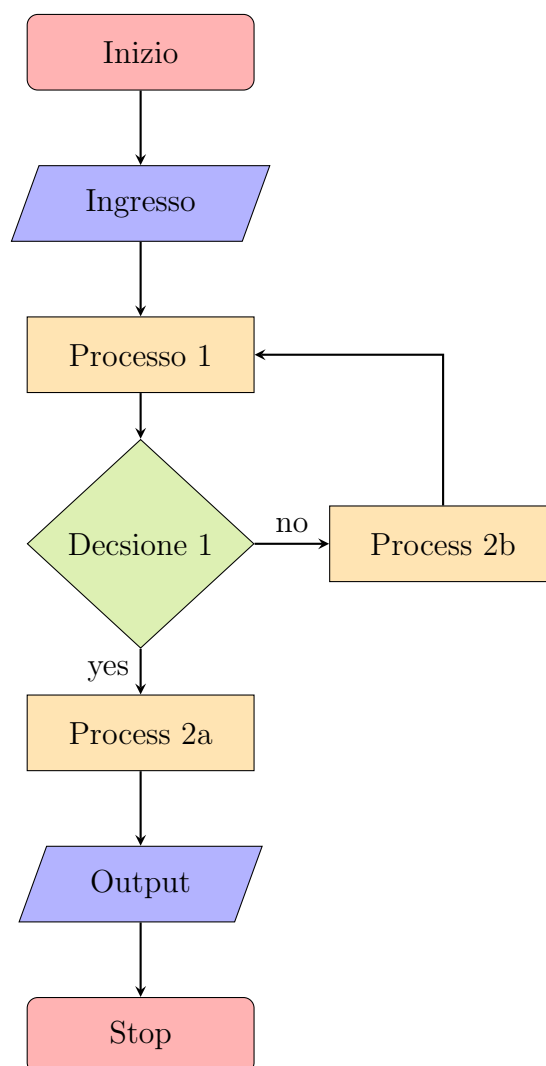 Inizio
Ingresso
Processo 1
Decsione 1
no
Process 2b
yes
Process 2a
Output
Stop